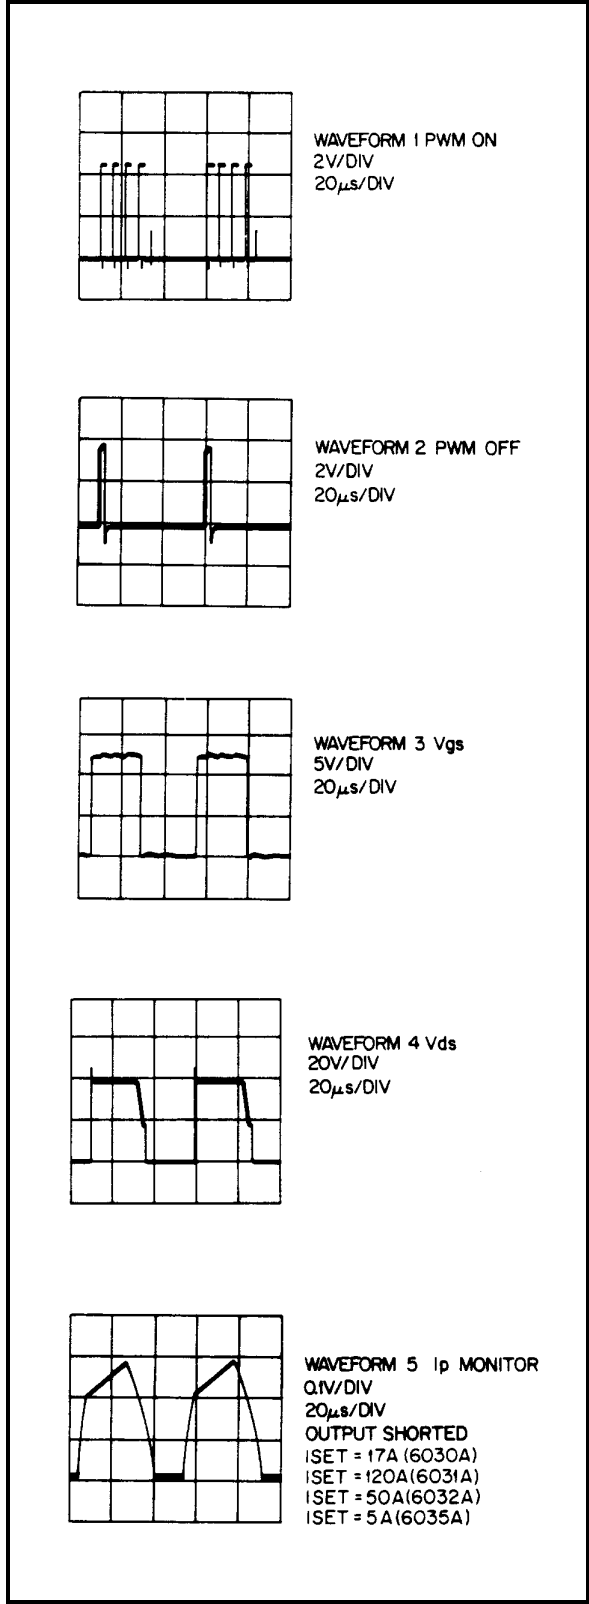 WAVEFORM 1 PWM ON
2V/DIV
20µs/DIV
WAVEFORM 2 PWM OFF
2V/DIV
20µs/DIV
WAVEFORM 3 Vgs
5V/DIV
20µs/DIV
WAVEFORM 4 Vds
20V/DIV
20µs/DIV
WAVEFORM 5 Ip MONITOR
0.1V/DIV
20µs/DIV
OUTPUT SHORTED
ISET = 17A (6030A)
ISET = 120A(6031A)
ISET = 50A(6032A)
ISET = 5A(6035A)